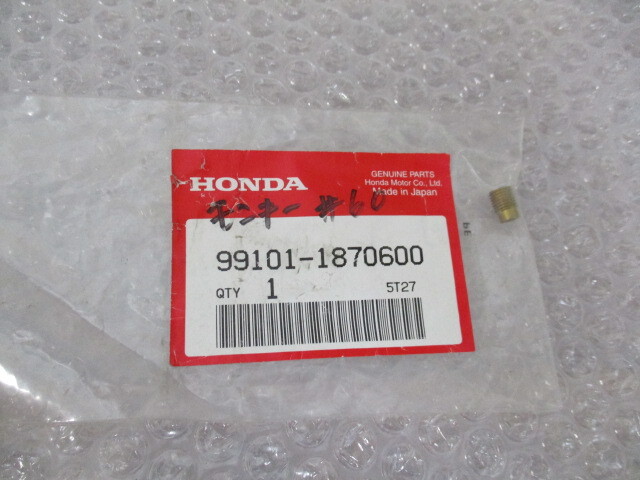 HONDA
GENUINE PARTS
Honda Motor Co., Ltd.
Made in Japan
モンキー #60
99101-1870600
QTY 1 5T27